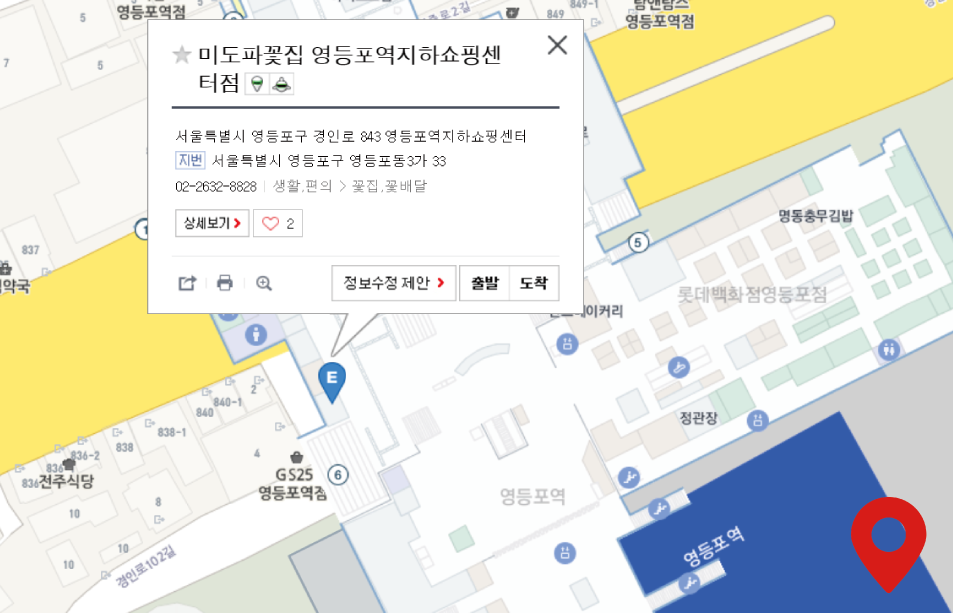 5
영등포역점
849
849-1
탐앤탐스
영등포역점
7
5
미도파꽃집 영등포역지하쇼핑센
터점
서울특별시 영등포구 경인로 843 영등포역지하쇼핑센터
지번 서울특별시 영등포구 영등포동3가 33
02-2632-8828 생활,편의 > 꽃집,꽃배달
상세보기 >
2
정보수정 제안 >
출발
도착
명동충무김밥
5
837
약국
롯데백화점영등포점
이커리
E
2
840-1
840
정관장
838-1
838
836-2
836
836
전주식당
4
GS25
영등포역점
6
영등포역
8
10
10
10
경인로102길
영등포역